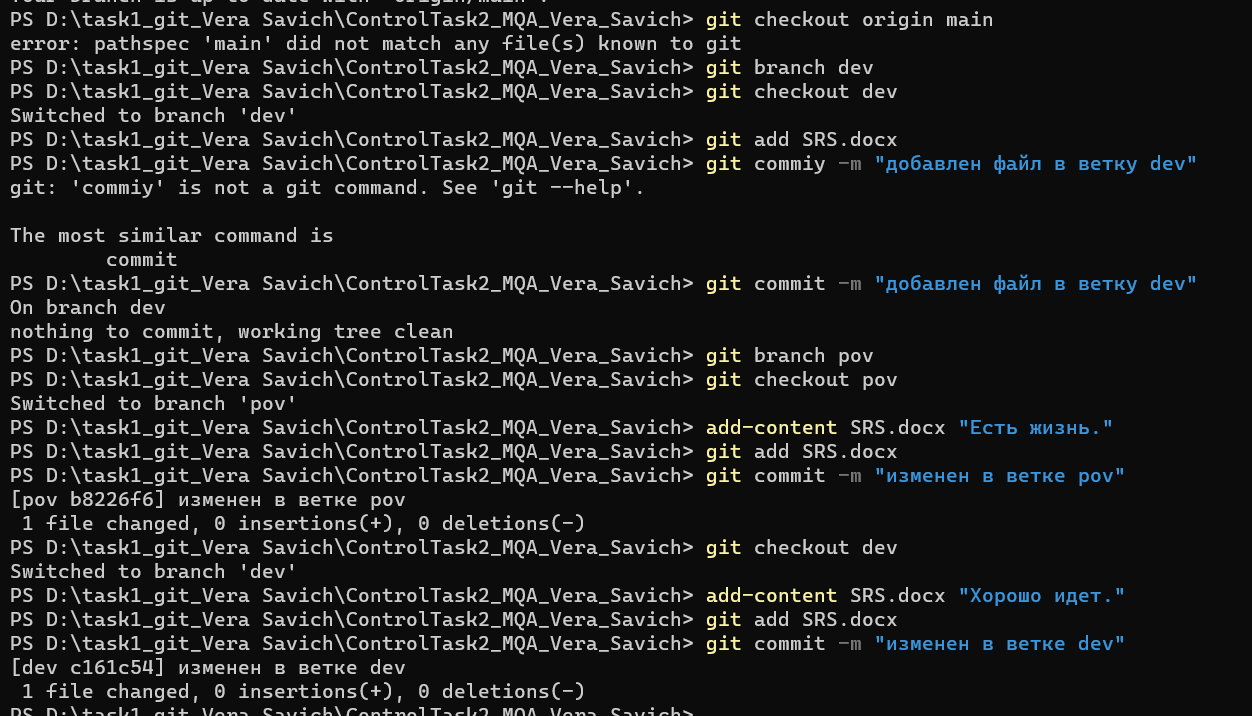 Your branch is up to date with 'origin/main'.
PS D:\task1_git_Vera Savich\ControlTask2_MQA_Vera_Savich> git checkout origin main
error: pathspec 'main' did not match any file(s) known to git
PS D:\task1_git_Vera Savich\ControlTask2_MQA_Vera_Savich> git branch dev
PS D:\task1_git_Vera Savich\ControlTask2_MQA_Vera_Savich> git checkout dev
Switched to branch 'dev'
PS D:\task1_git_Vera Savich\ControlTask2_MQA_Vera_Savich> git add SRS.docx
PS D:\task1_git_Vera Savich\ControlTask2_MQA_Vera_Savich> git commiy -m "добавлен файл в ветку dev"
git: 'commiy' is not a git command. See 'git --help'.

The most similar command is
        commit
PS D:\task1_git_Vera Savich\ControlTask2_MQA_Vera_Savich> git commit -m "добавлен файл в ветку dev"
On branch dev
nothing to commit, working tree clean
PS D:\task1_git_Vera Savich\ControlTask2_MQA_Vera_Savich> git branch pov
PS D:\task1_git_Vera Savich\ControlTask2_MQA_Vera_Savich> git checkout pov
Switched to branch 'pov'
PS D:\task1_git_Vera Savich\ControlTask2_MQA_Vera_Savich> add-content SRS.docx "Есть жизнь."
PS D:\task1_git_Vera Savich\ControlTask2_MQA_Vera_Savich> git add SRS.docx
PS D:\task1_git_Vera Savich\ControlTask2_MQA_Vera_Savich> git commit -m "изменен в ветке pov"
[pov b8226f6] изменен в ветке pov
 1 file changed, 0 insertions(+), 0 deletions(-)
PS D:\task1_git_Vera Savich\ControlTask2_MQA_Vera_Savich> git checkout dev
Switched to branch 'dev'
PS D:\task1_git_Vera Savich\ControlTask2_MQA_Vera_Savich> add-content SRS.docx "Хорошо идет."
PS D:\task1_git_Vera Savich\ControlTask2_MQA_Vera_Savich> git add SRS.docx
PS D:\task1_git_Vera Savich\ControlTask2_MQA_Vera_Savich> git commit -m "изменен в ветке dev"
[dev c161c54] изменен в ветке dev
 1 file changed, 0 insertions(+), 0 deletions(-)
PS D:\task1_git_Vera Savich\ControlTask2_MQA_Vera_Savich>